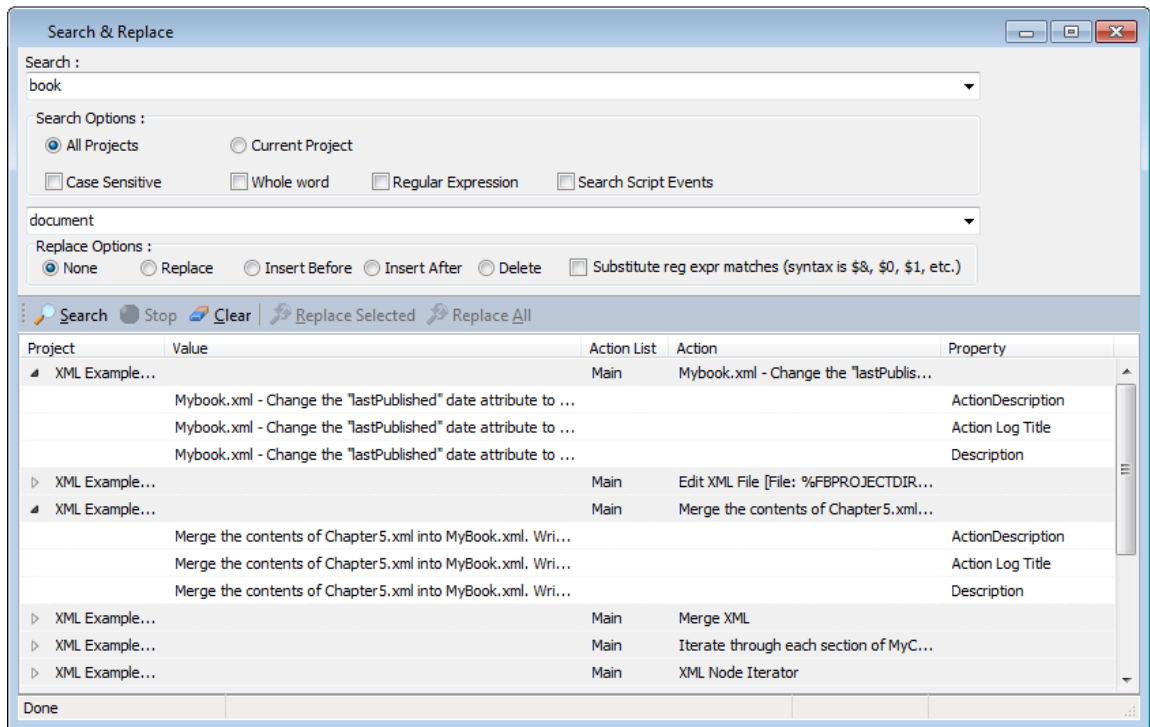 Search & Replace
Search :
book
Search Options :
All Projects Current Project
Case Sensitive Whole word Regular Expression Search Script Events
document
Replace Options :
None Replace Insert Before Insert After Delete Substitute reg expr matches (syntax is $&, $0, $1, etc.)
Search Stop Clear Replace Selected Replace All
Project Value Action List Action Property
XML Example... Main Mybook.xml - Change the "lastPublis...
Mybook.xml - Change the "lastPublished" date attribute to ... ActionDescription
Mybook.xml - Change the "lastPublished" date attribute to ... Action Log Title
Mybook.xml - Change the "lastPublished" date attribute to ... Description
XML Example... Main Edit XML File [File: %FBPROJECTDIR...
XML Example... Main Merge the contents of Chapter5.xml...
Merge the contents of Chapter5.xml into MyBook.xml. Wri... ActionDescription
Merge the contents of Chapter5.xml into MyBook.xml. Wri... Action Log Title
Merge the contents of Chapter5.xml into MyBook.xml. Wri... Description
XML Example... Main Merge XML
XML Example... Main Iterate through each section of MyC...
XML Example... Main XML Node Iterator
Done